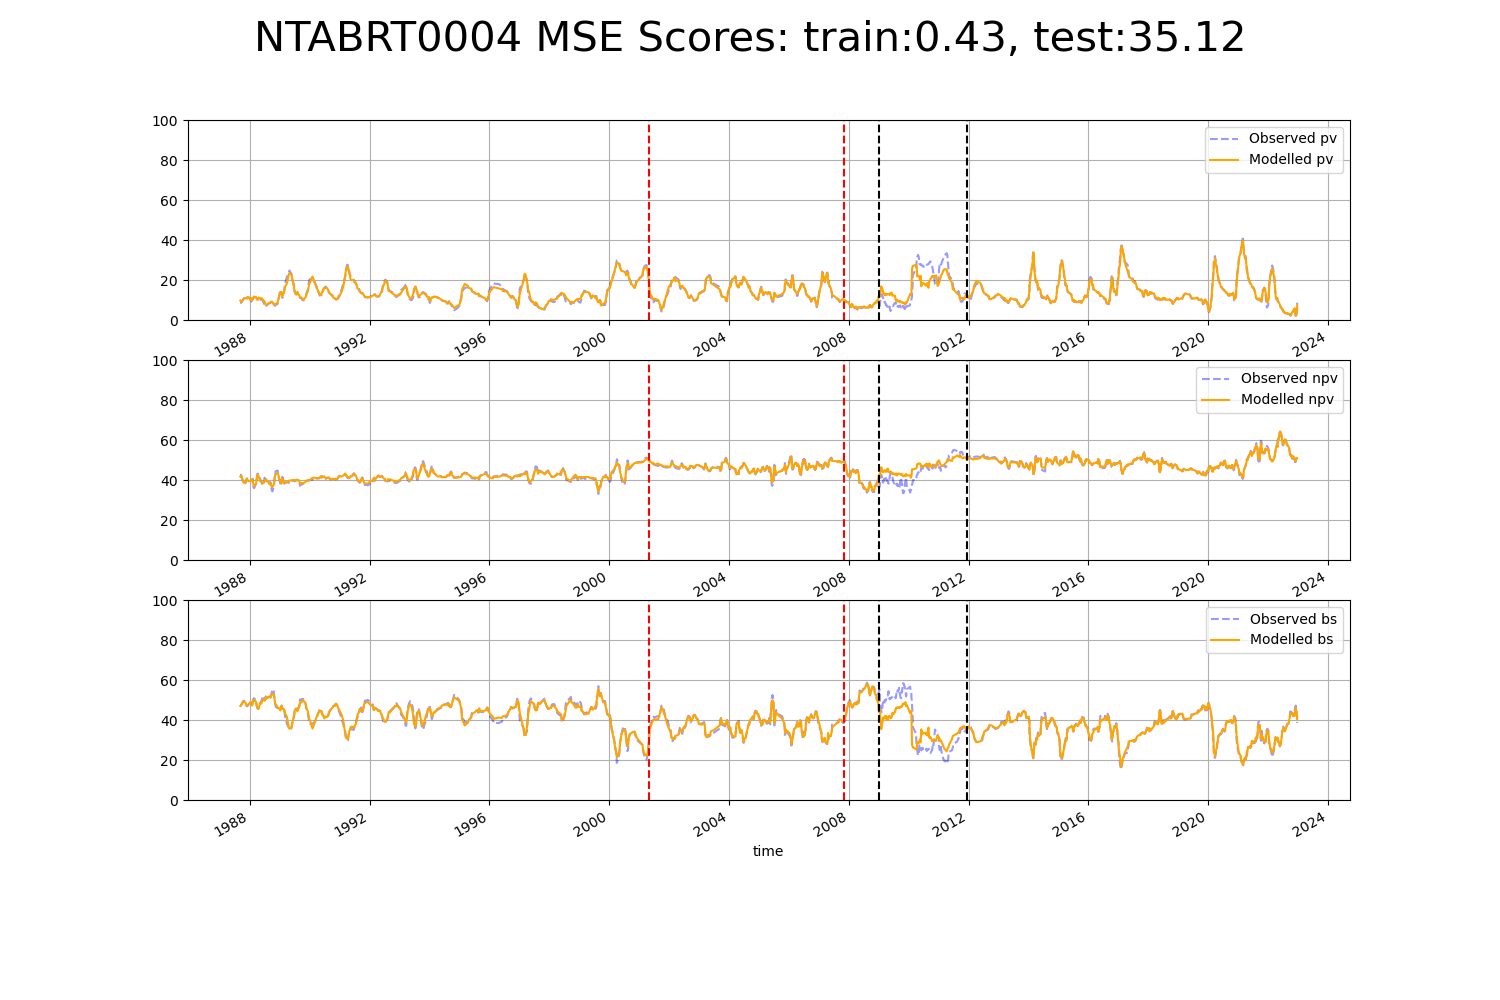 NTABRT0004 MSE Scores: train:0.43, test:35.12
100
80
60
40
20
0
Observed pv
Modelled pv
1988 1992 1996 2000 2004 2008 2012 2016 2020 2024
100
80
60
40
20
0
Observed npv
Modelled npv
1988 1992 1996 2000 2004 2008 2012 2016 2020 2024
100
80
60
40
20
0
Observed bs
Modelled bs
1988 1992 1996 2000 2004 2008 2012 2016 2020 2024
time